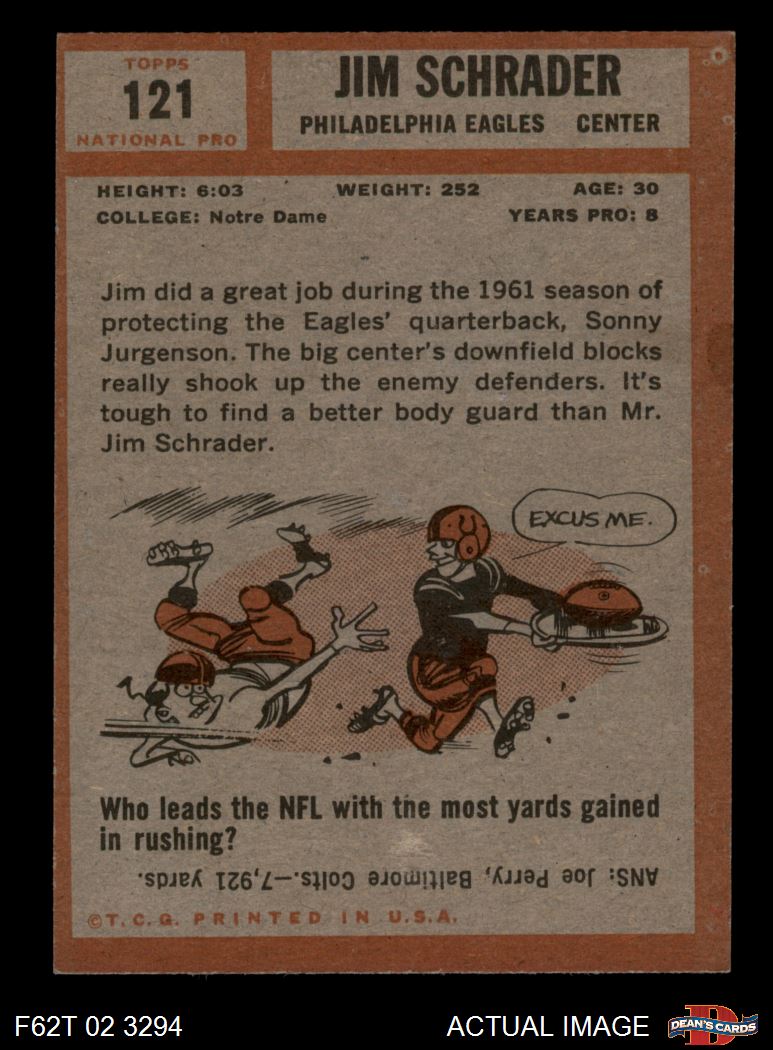 TOPPS
121
NATIONAL PRO
JIM SCHRADER
PHILADELPHIA EAGLES CENTER
HEIGHT: 6:03 WEIGHT: 252 AGE: 30
COLLEGE: Notre Dame YEARS PRO: 8
Jim did a great job during the 1961 season of
protecting the Eagles' quarterback, Sonny
Jurgenson. The big center's downfield blocks
really shook up the enemy defenders. It's
tough to find a better body guard than Mr.
Jim Schrader.
EXCUS ME.
Who leads the NFL with the most yards gained
in rushing?
ANS: Joe Perry, Baltimore Colts.—7,921 yards.
©T.C.G. PRINTED IN U.S.A.
F62T 02 3294 ACTUAL IMAGE
DEAN'S CARDS